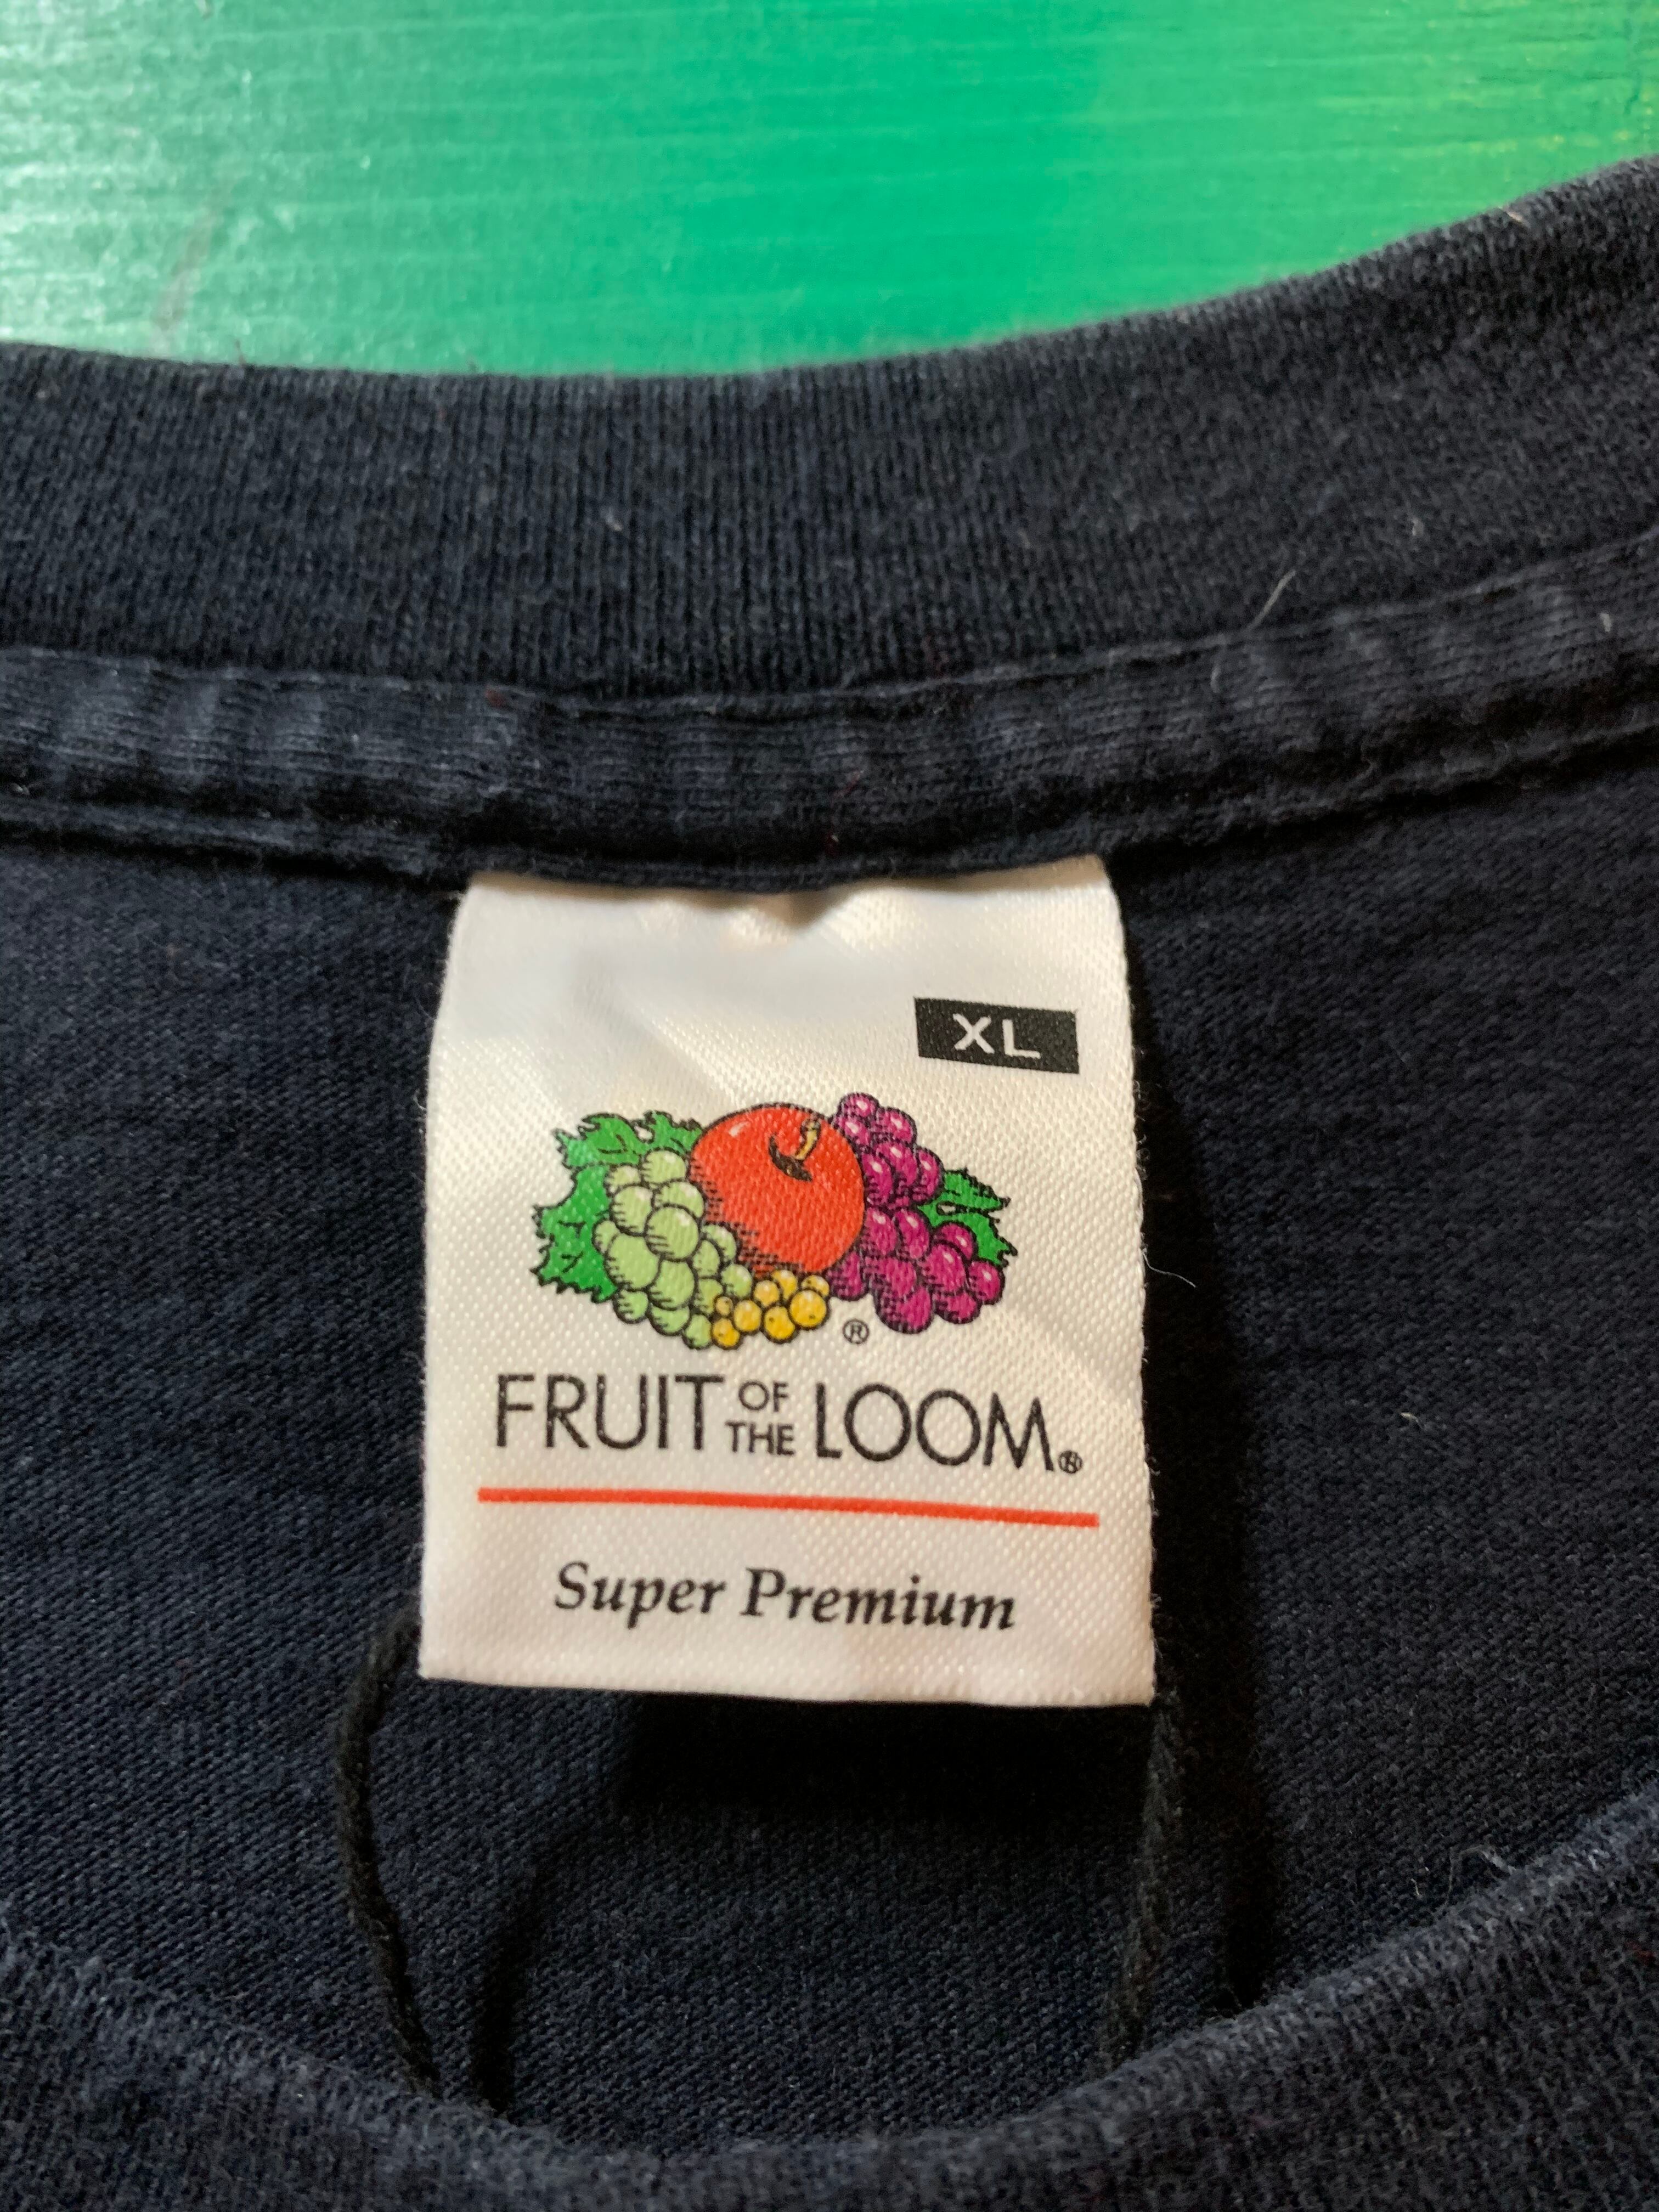 XL
®
FRUIT OF THE LOOM®
Super Premium